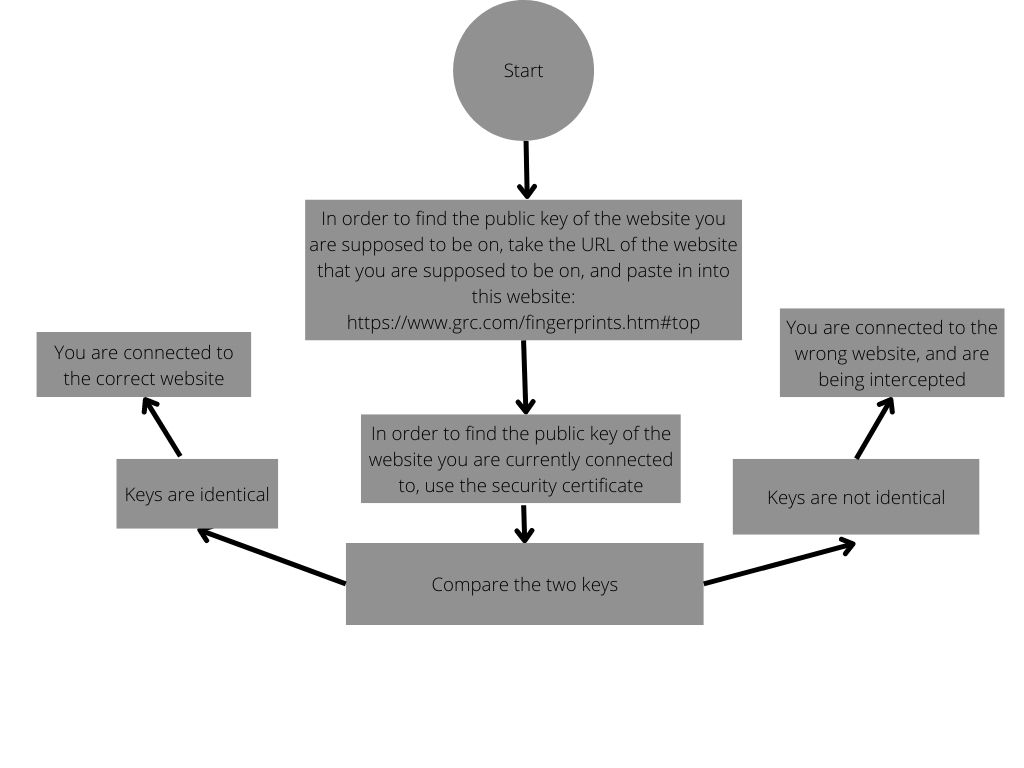 Start
In order to find the public key of the website you
are supposed to be on, take the URL of the website
that you are supposed to be on, and paste in into
this website:
https://www.grc.com/fingerprints.htm#top
You are connected to
the correct website
You are connected to the
wrong website, and are
being intercepted
In order to find the public key of the
website you are currently connected
to, use the security certificate
Keys are identical
Keys are not identical
Compare the two keys